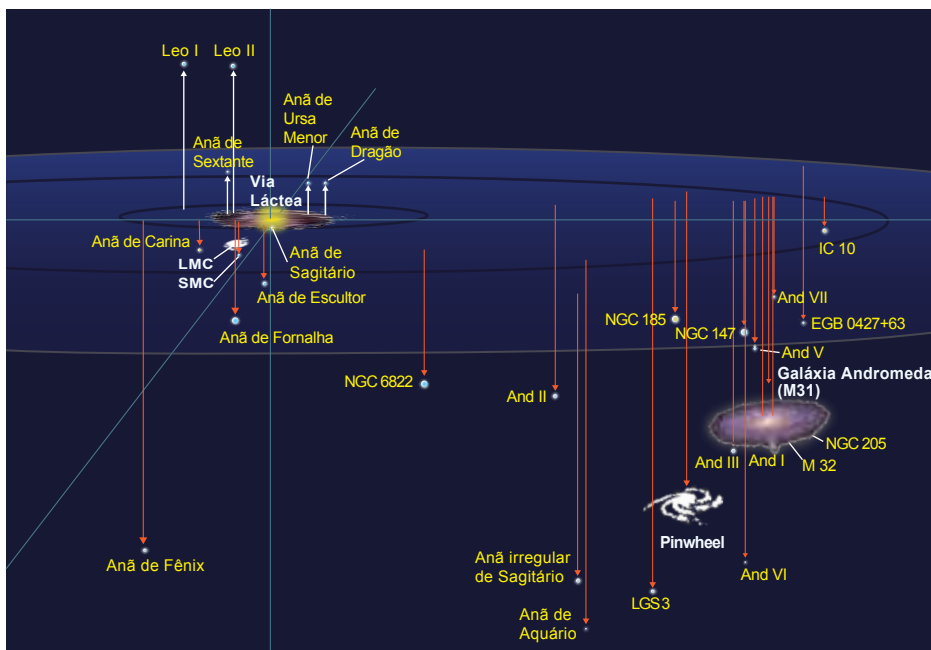 Leo I
Leo II
Anã de
Ursa
Menor
Anã de
Dragão
Anã de
Sextante
Via
Láctea
Anã de Carina
LMC
SMC
Anã de
Sagitário
Anã de Escultor
Anã de Fornalha
IC 10
And VII
NGC 185
NGC 147
EGB 0427+63
And V
Galáxia Andromeda
(M31)
NGC 6822
And II
NGC 205
M 32
And I
And III
Pinwheel
Anã de Fênix
Anã irregular
de Sagitário
And VI
LGS3
Anã de
Aquário